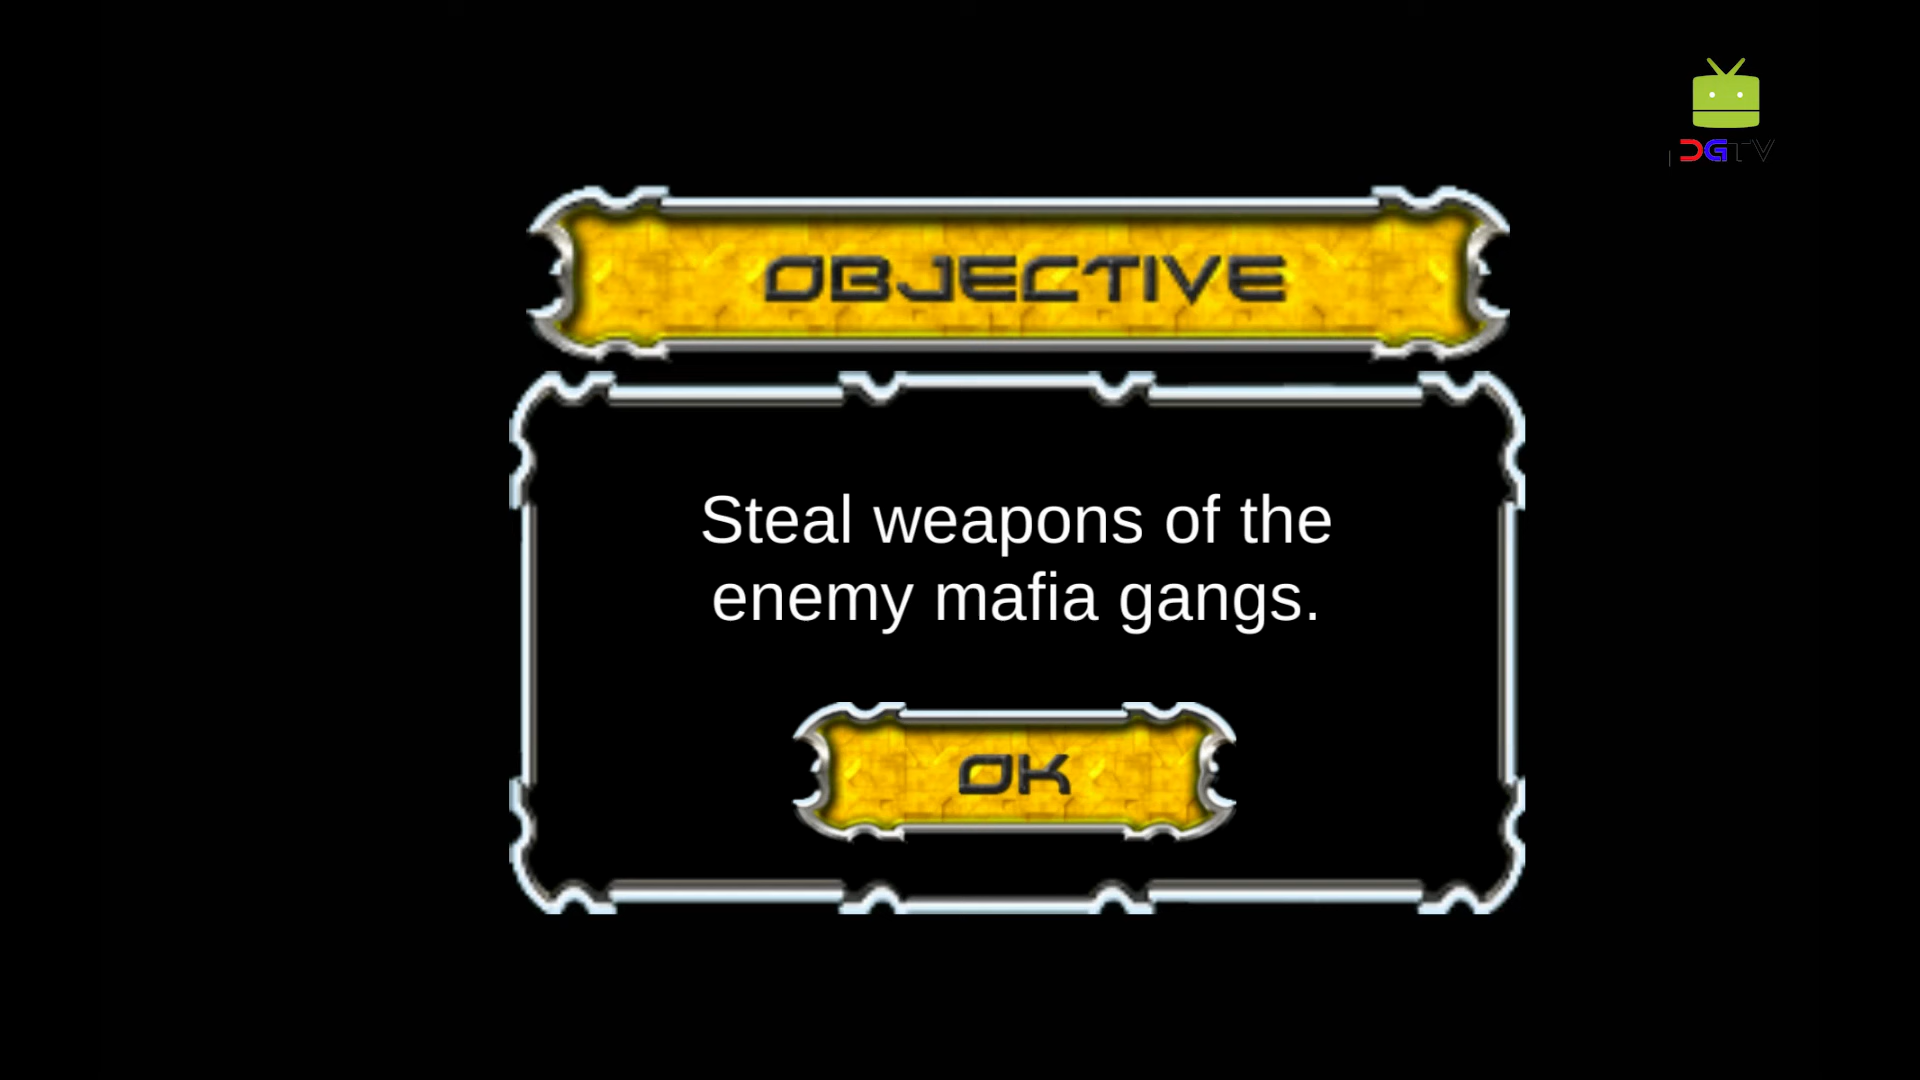 DGTV
OBJECTIVE
Steal weapons of the
enemy mafia gangs.
OK